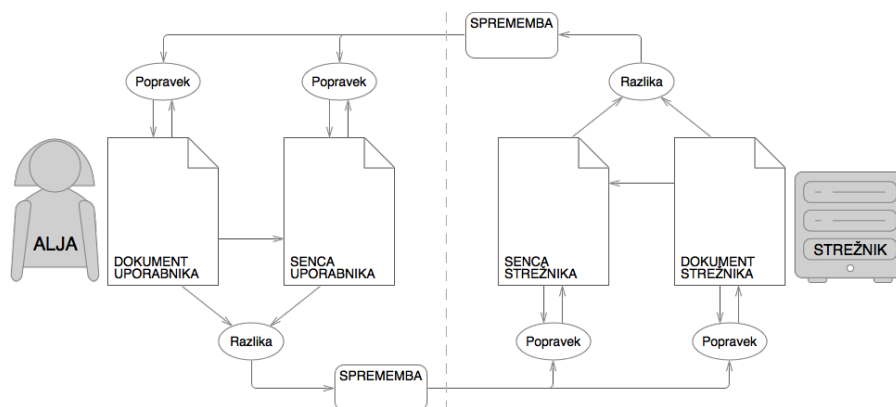 SPREMEMBA
Popravek
Popravek
Razlika
ALJA
DOKUMENT
UPORABNIKA
SENCA
UPORABNIKA
SENCA
STREŽNIKA
DOKUMENT
STREŽNIKA
STREŽNIK
Razlika
Popravek
Popravek
SPREMEMBA